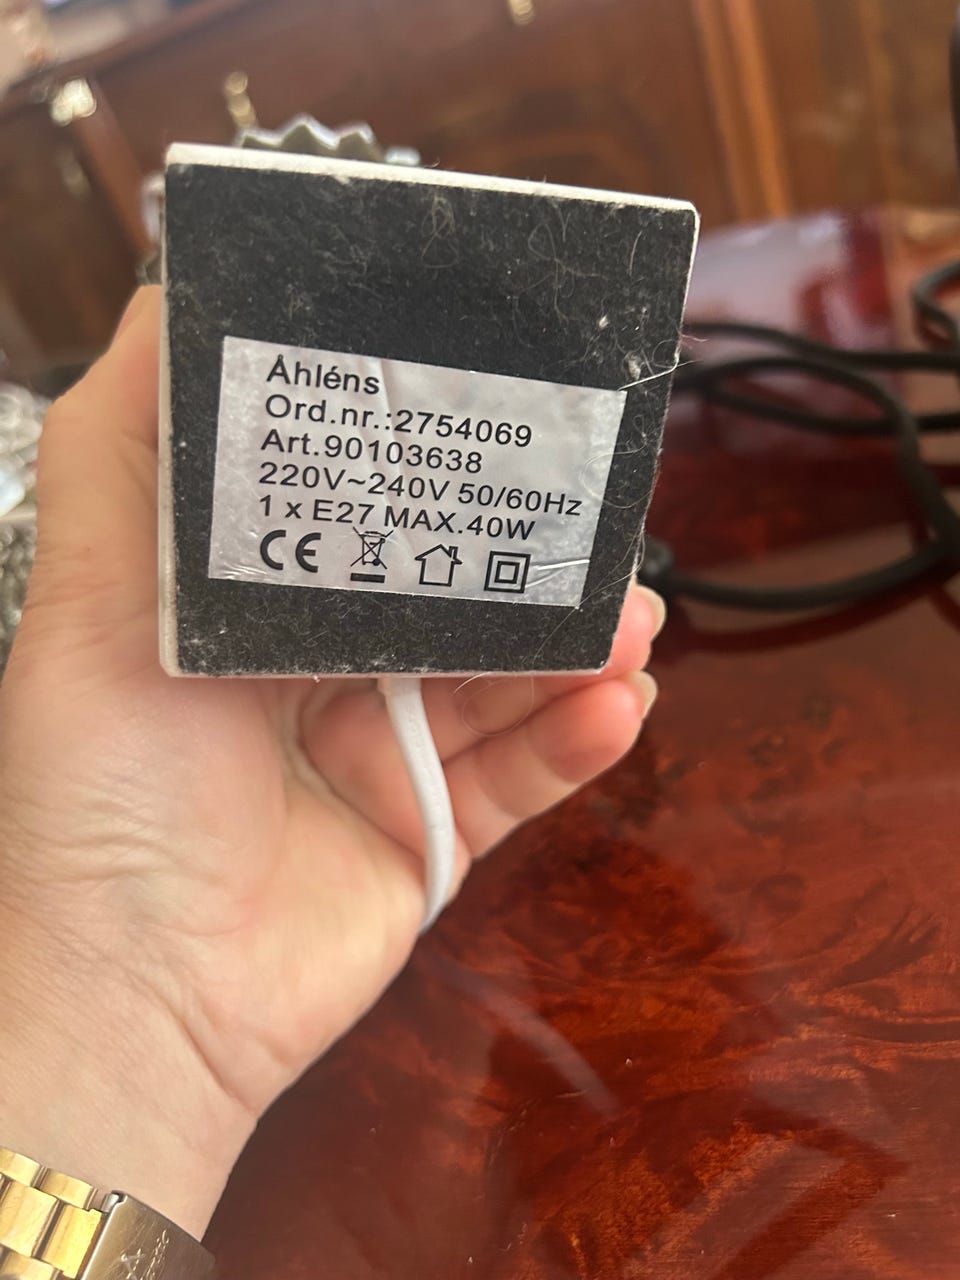 Åhléns
Ord.nr.:2754069
Art.90103638
220V~240V 50/60Hz
1 x E27 MAX.40W
CE